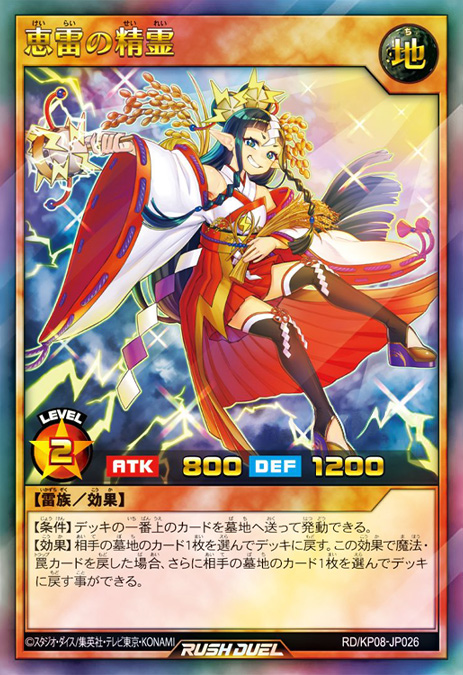 恵雷の精霊
地
LEVEL
2
ATK 800 DEF 1200
【雷族／効果】
【条件】デッキの一番上のカードを墓地へ送って発動できる。
【効果】相手の墓地のカード1枚を選んでデッキに戻す。この効果で魔法・
罠カードを戻した場合、さらに相手の墓地のカード1枚を選んでデッキ
に戻す事ができる。
©スタジオ・ダイス/集英社・テレビ東京・KONAMI
RUSH DUEL
RD/KP08-JP026